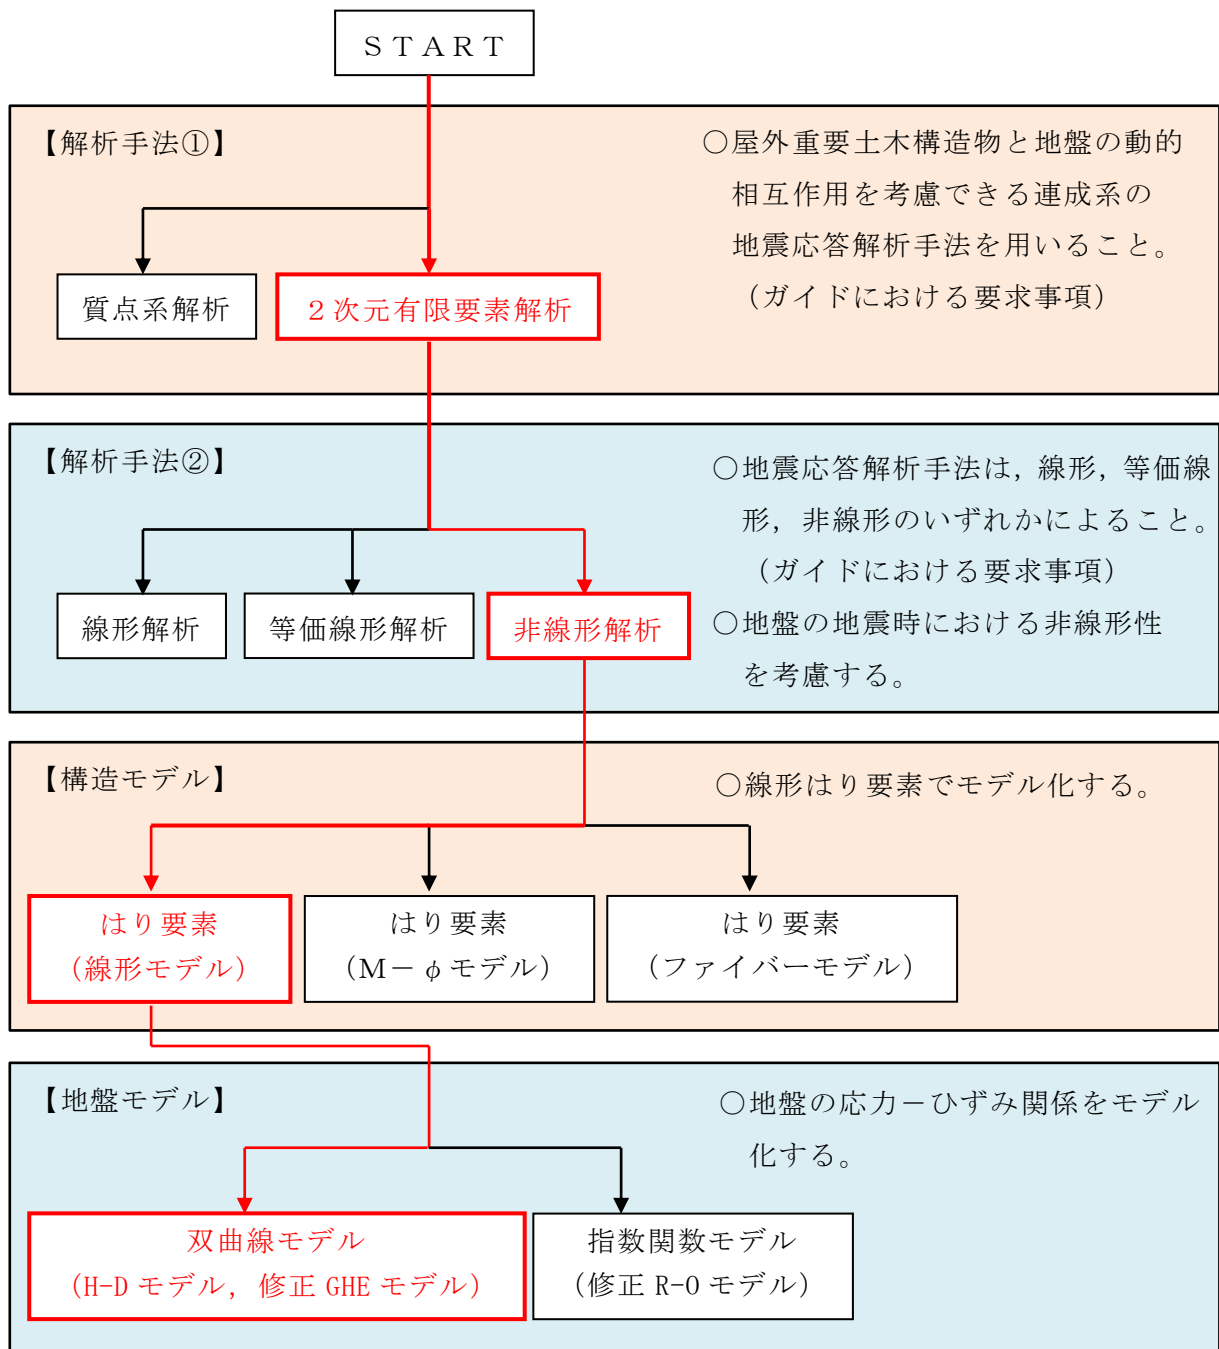 ＳＴＡＲＴ
【解析手法①】
○屋外重要土木構造物と地盤の動的
相互作用を考慮できる連成系の
地震応答解析手法を用いること。
（ガイドにおける要求事項）
質点系解析
２次元有限要素解析
【解析手法②】
○地震応答解析手法は，線形，等価線
形，非線形のいずれかによること。
（ガイドにおける要求事項）
○地盤の地震時における非線形性
を考慮する。
線形解析
等価線形解析
非線形解析
【構造モデル】
○線形はり要素でモデル化する。
はり要素
（線形モデル）
はり要素
（Ｍ－φモデル）
はり要素
（ファイバーモデル）
【地盤モデル】
○地盤の応力－ひずみ関係をモデル
化する。
双曲線モデル
（H-D モデル，修正 GHE モデル）
指数関数モデル
（修正 R-O モデル）